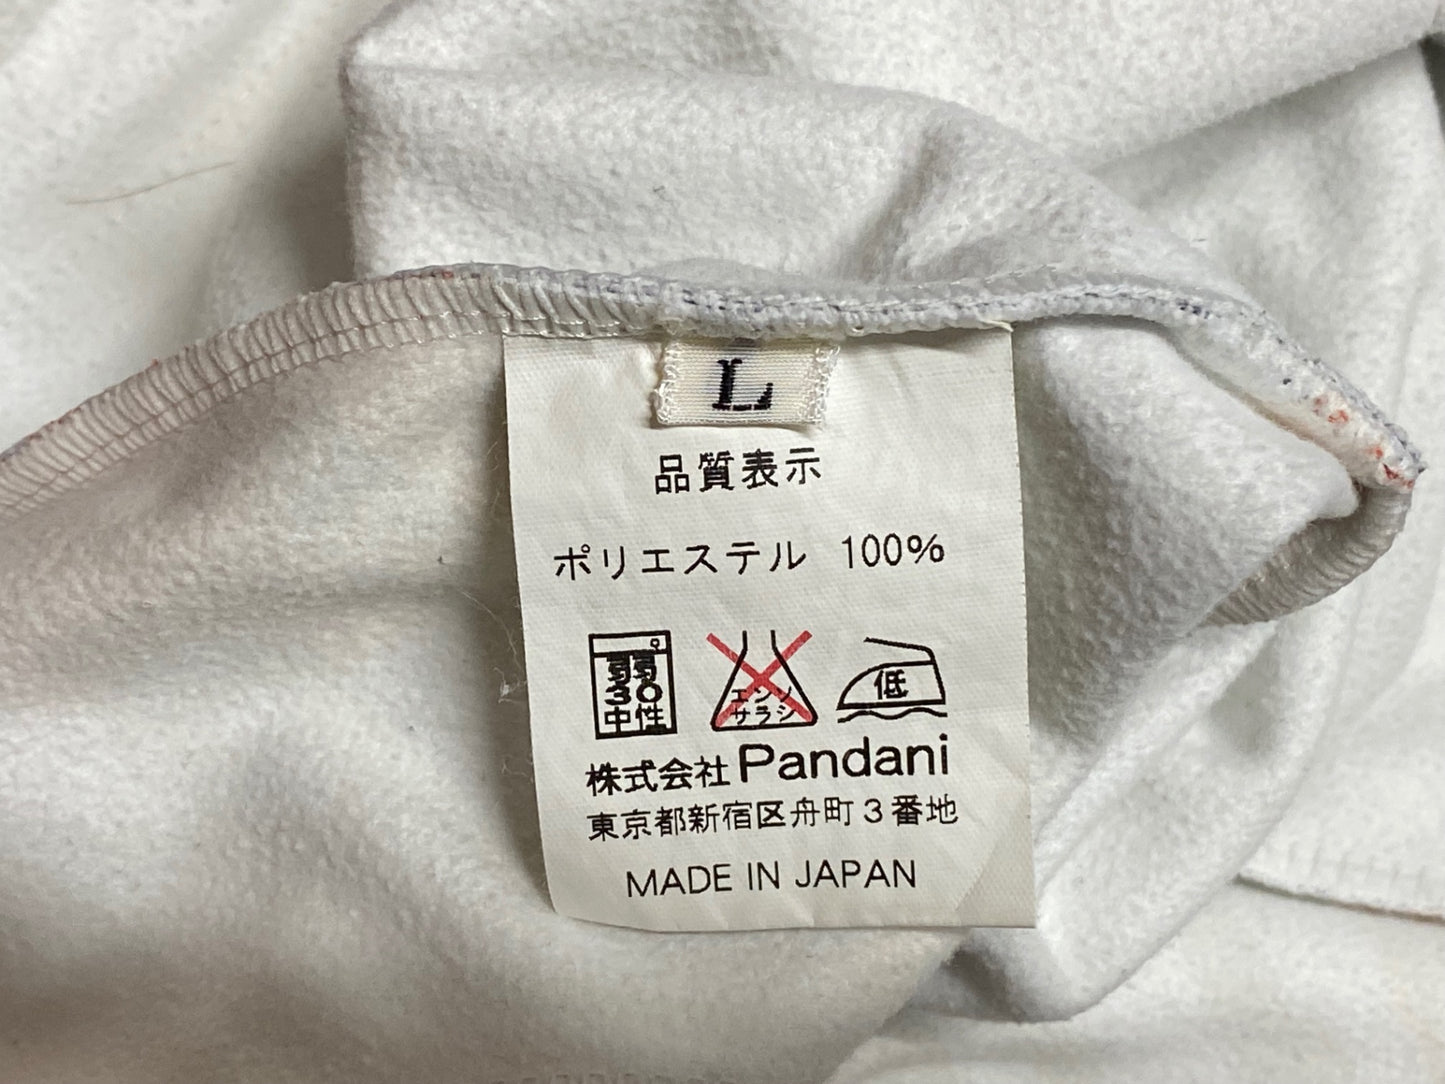 L
品質表示
ポリエステル 100%
弱
30
中性
エンソ
サラシ
低
株式会社 Pandani
東京都新宿区舟町3番地
MADE IN JAPAN